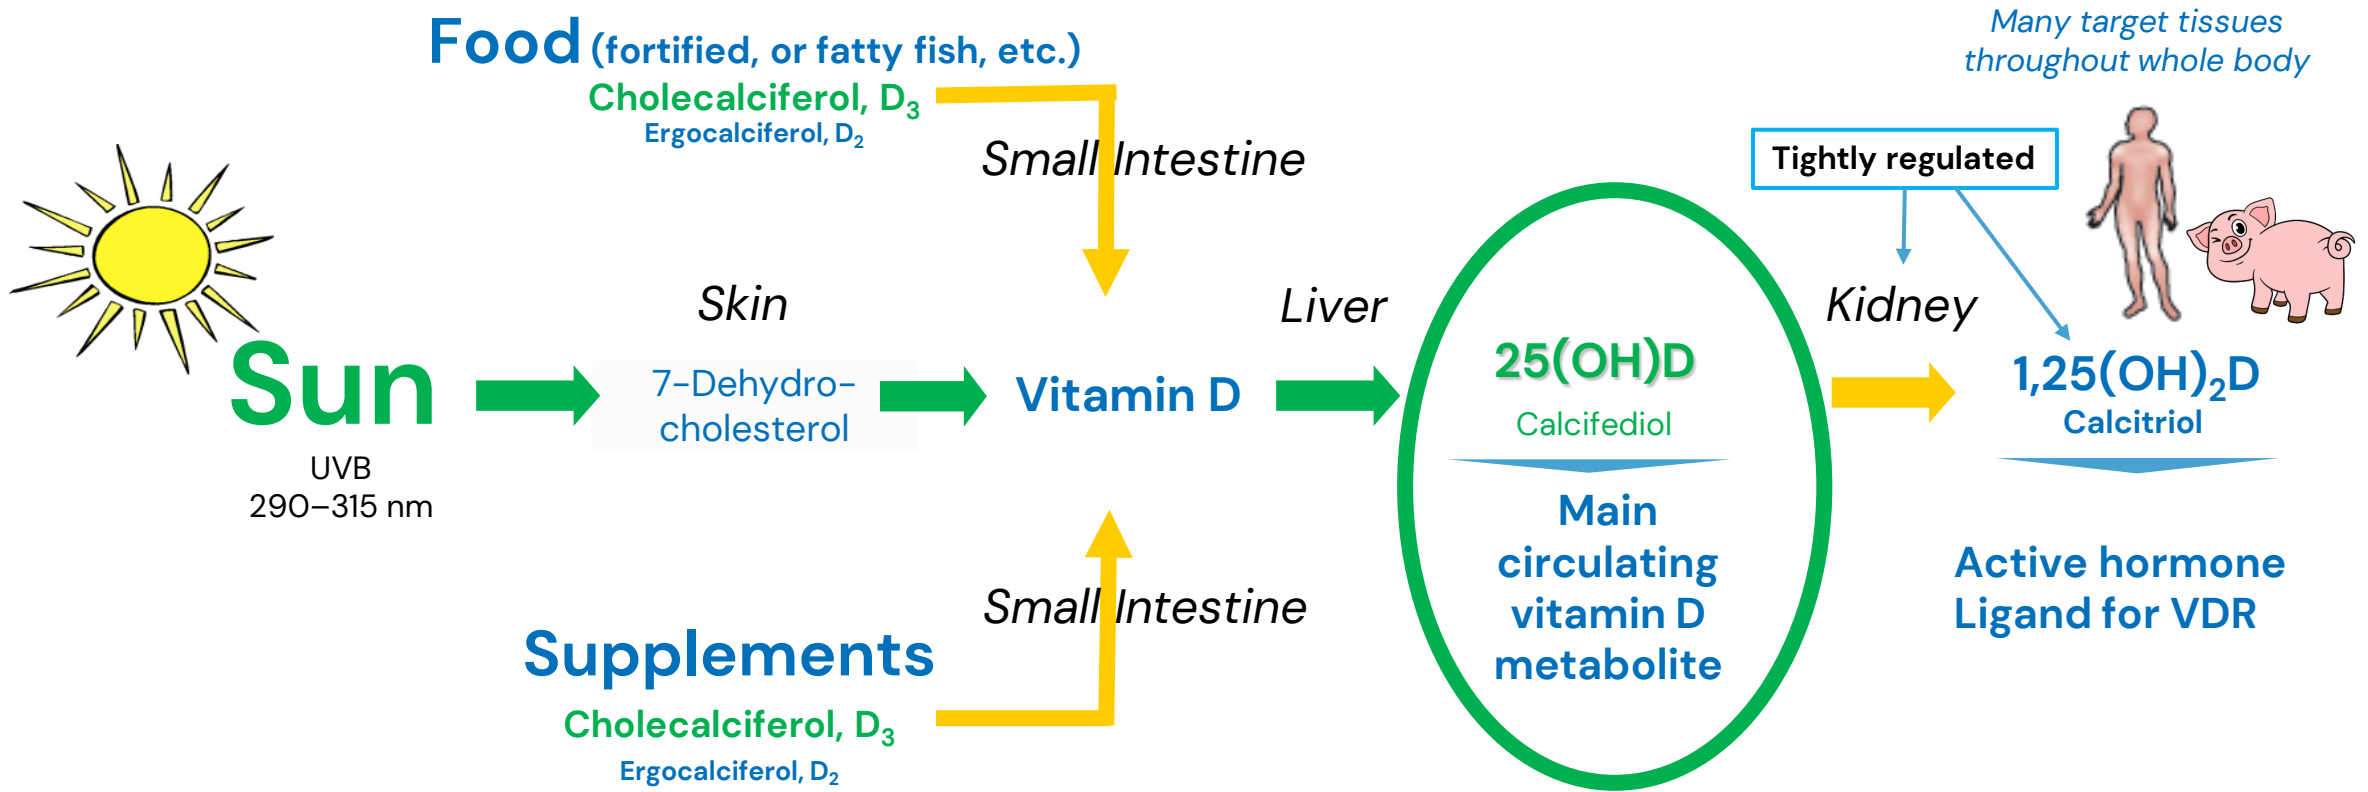 Food (fortified, or fatty fish, etc.)
Cholecalciferol, D₃
Ergocalciferol, D₂
Small Intestine
Many target tissues
throughout whole body
Tightly regulated
Sun
UVB
290–315 nm
Skin
7-Dehydro-
cholesterol
Vitamin D
Liver
25(OH)D
Calcifediol
Main
circulating
vitamin D
metabolite
Kidney
1,25(OH)₂D
Calcitriol
Active hormone
Ligand for VDR
Small Intestine
Supplements
Cholecalciferol, D₃
Ergocalciferol, D₂